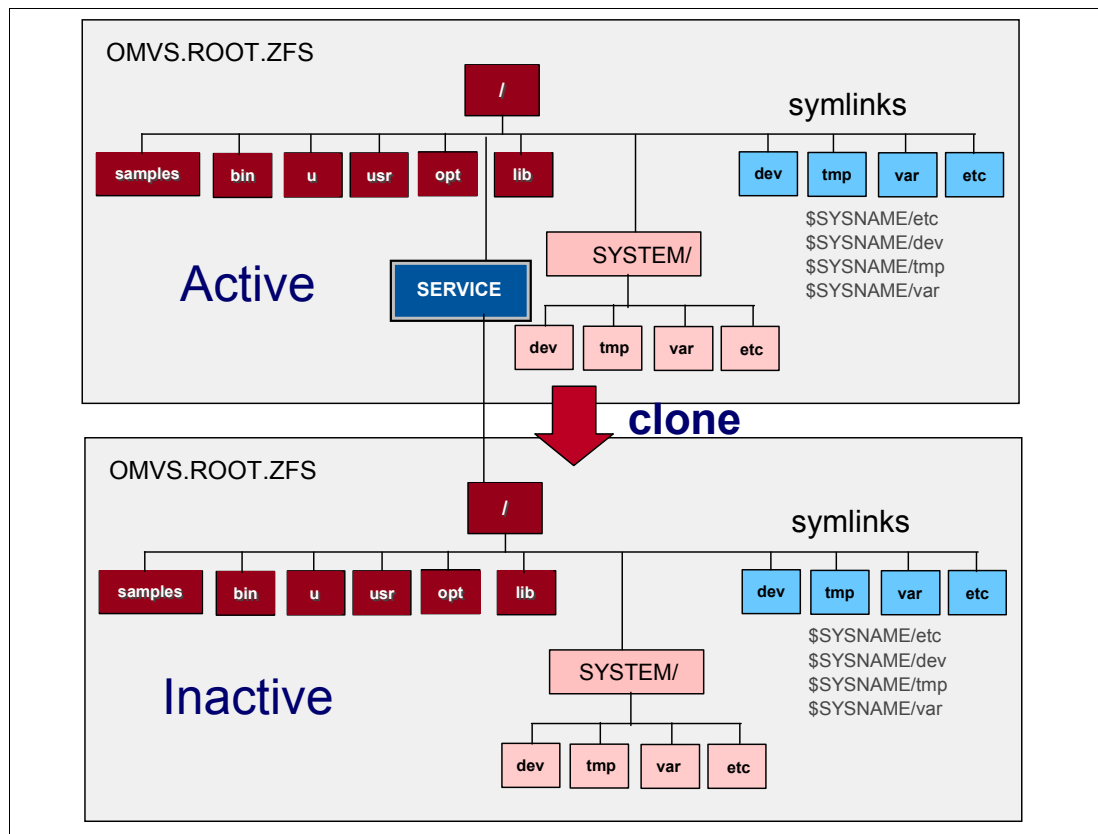 OMVS.ROOT.ZFS
/
symlinks
samples bin u usr opt lib dev tmp var etc
$SYSNAME/etc
$SYSNAME/dev
$SYSNAME/tmp
$SYSNAME/var
SYSTEM/
Active
SERVICE
dev tmp var etc
clone
OMVS.ROOT.ZFS
/
symlinks
samples bin u usr opt lib dev tmp var etc
$SYSNAME/etc
$SYSNAME/dev
$SYSNAME/tmp
$SYSNAME/var
SYSTEM/
Inactive
dev tmp var etc